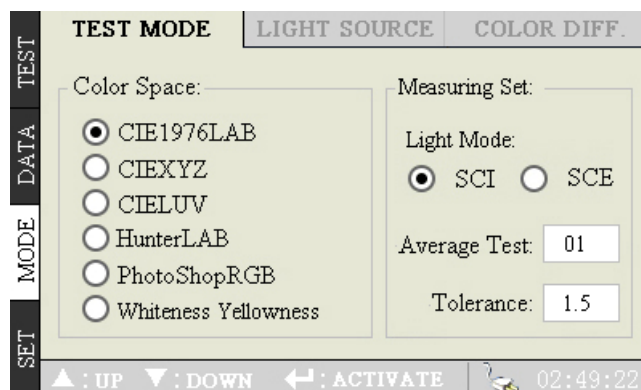 TEST MODE LIGHT SOURCE COLOR DIFF.
TEST
DATA
MODE
SET
Color Space:
CIE1976LAB
CIEXYZ
CIELUV
HunterLAB
PhotoShopRGB
Whiteness Yellowness
Measuring Set:
Light Mode:
SCI SCE
Average Test: 01
Tolerance: 1.5
▲:UP ▼:DOWN ↵:ACTIVATE 02:49:22